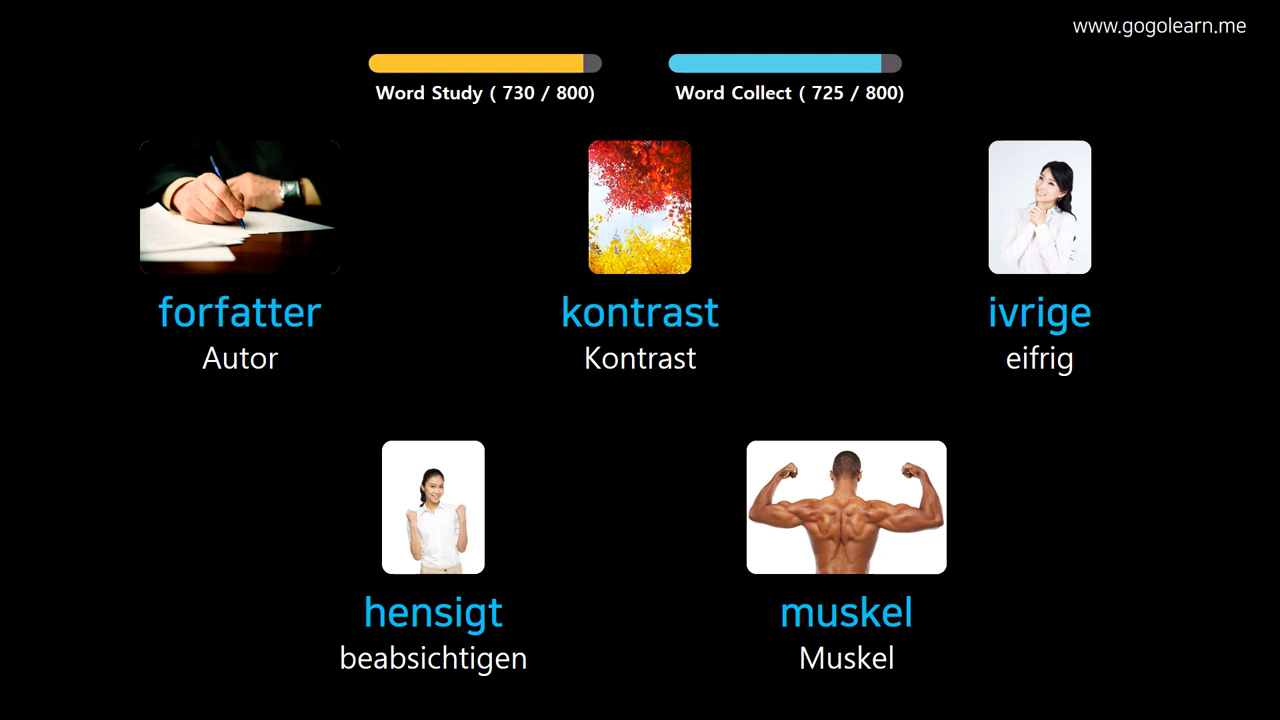 www.gogolearn.me
Word Study ( 730 / 800)
Word Collect ( 725 / 800)
forfatter
Autor
kontrast
Kontrast
ivrige
eifrig
hensigt
beabsichtigen
muskel
Muskel